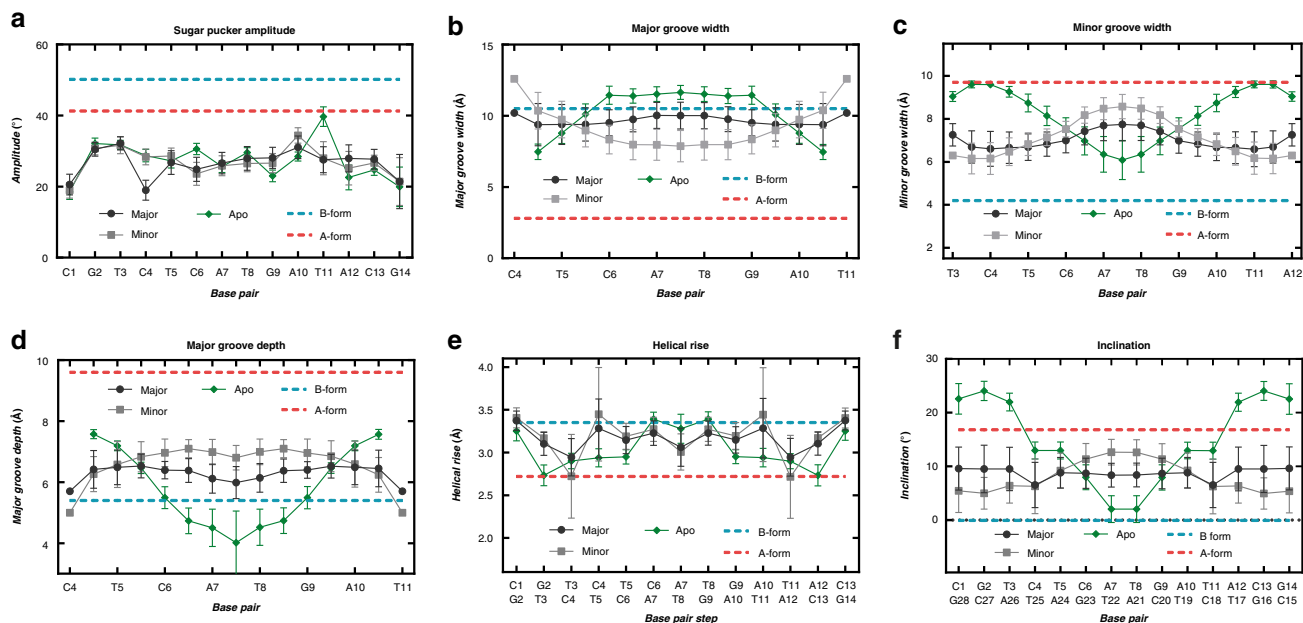 a
Sugar pucker amplitude
60
40
20
0
Amplitude (°)
Major
Apo
B-form
Minor
A-form
C1 G2 T3 C4 T5 C6 A7 T8 G9 A10 T11 A12 C13 G14
Base pair
b
Major groove width
15
10
5
0
Major groove width (Å)
Major
Apo
B-form
Minor
A-form
C4 T5 C6 A7 T8 G9 A10 T11
Base pair
c
Minor groove width
10
8
6
4
2
Minor groove width (Å)
Major
Apo
B-form
Minor
A-form
T3 C4 T5 C6 A7 G9 A10 T11 A12
Base pair
d
Major groove depth
10
8
6
4
Major groove depth (Å)
Major
Apo
B-form
Minor
A-form
C4 T5 C6 A7 T8 G9 A10 T11
Base pair
e
Helical rise
4.0
3.5
3.0
2.5
2.0
Helical rise (Å)
Major
Apo
B-form
Minor
A-form
C1 G2 T3 C4 T5 C6 A7 T8 G9 A10 T11 A12 C13
G2 T3 C4 T5 C6 A7 T8 G9 A10 T11 A12 C13 G14
Base pair step
f
Inclination
30
20
10
0
Inclination (°)
Major
Apo
B form
Minor
A-form
C1 G2 T3 C4 T5 C6 A7 T8 G9 A10 T11 A12 C13 G14
G28 C27 A26 T25 A24 G23 T22 A21 C20 T19 C18 T17 G16 C15
Base pair